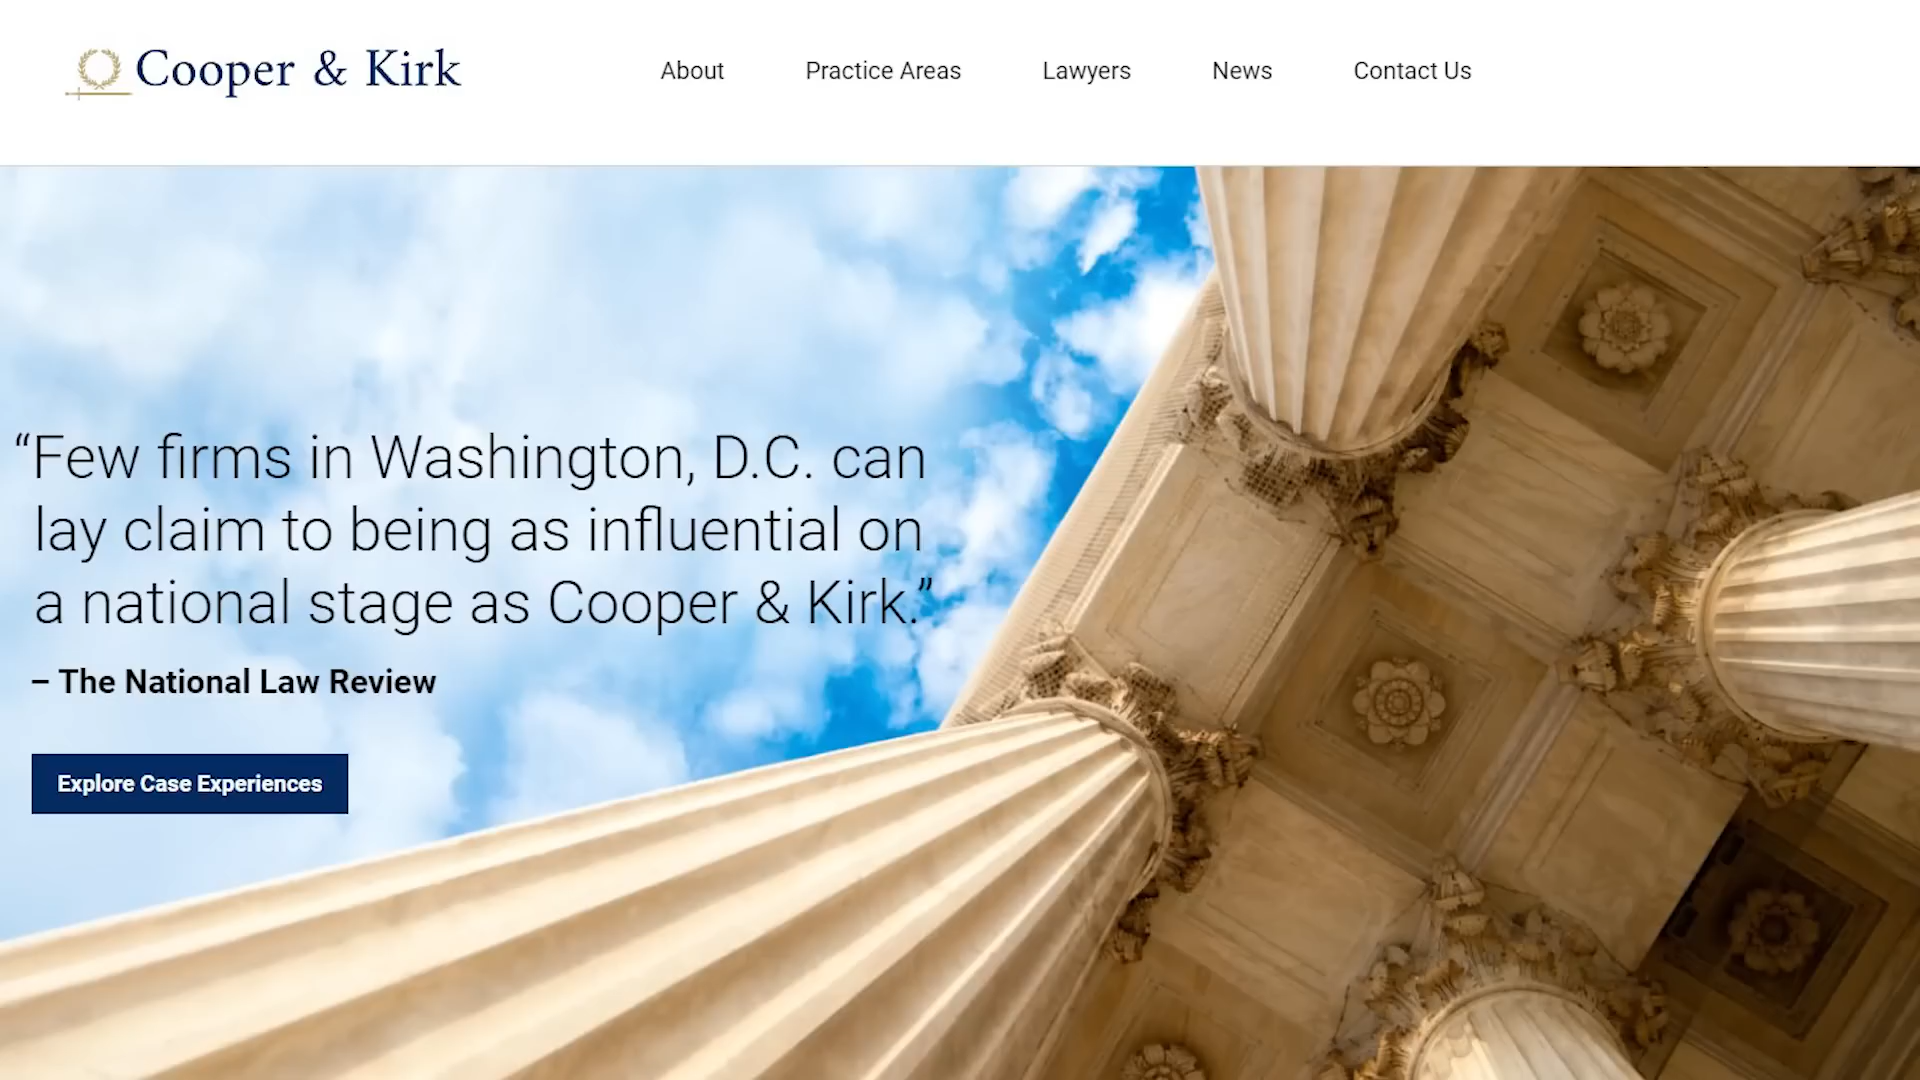 Cooper & Kirk
About
Practice Areas
Lawyers
News
Contact Us
“Few firms in Washington, D.C. can
lay claim to being as influential on
a national stage as Cooper & Kirk.”
– The National Law Review
Explore Case Experiences